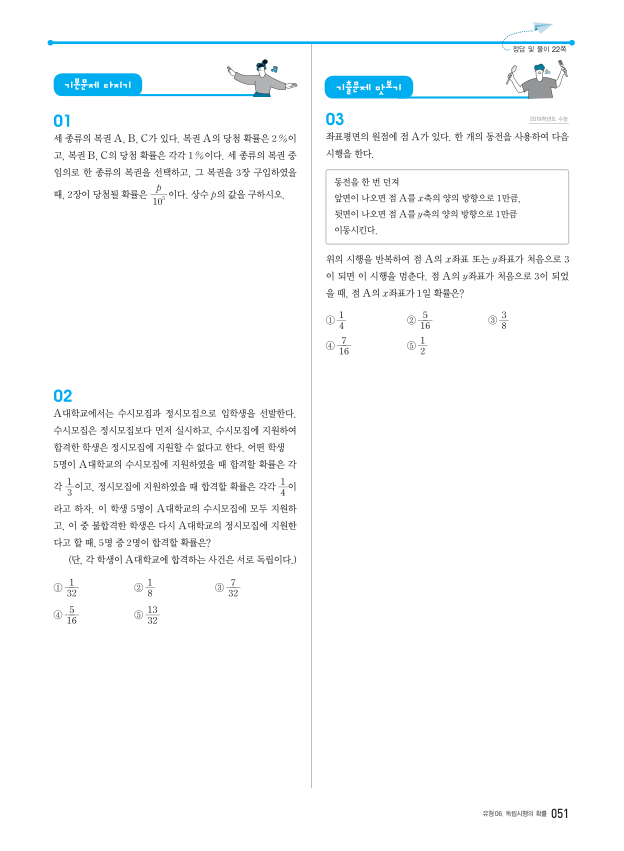 정답 및 풀이 22쪽
기본문제 다지기
01
세 종류의 복권 A, B, C가 있다. 복권 A의 당첨 확률은 2%이
고, 복권 B, C의 당첨 확률은 각각 1%이다. 세 종류의 복권 중
임의로 한 종류의 복권을 선택하고, 그 복권을 3장 구입하였을
때, 2장이 당첨될 확률은 p/10⁵이다. 상수 p의 값을 구하시오.
02
A대학교에서는 수시모집과 정시모집으로 입학생을 선발한다.
수시모집은 정시모집보다 먼저 실시하고, 수시모집에 지원하여
합격한 학생은 정시모집에 지원할 수 없다고 한다. 어떤 학생
5명이 A대학교의 수시모집에 지원하였을 때 합격할 확률은 각
각 1/3이고, 정시모집에 지원하였을 때 합격할 확률은 각각 1/4이
라고 하자. 이 학생 5명이 A대학교의 수시모집에 모두 지원하
고, 이 중 불합격한 학생은 다시 A대학교의 정시모집에 지원한
다고 할 때, 5명 중 2명이 합격할 확률은?
(단, 각 학생이 A대학교에 합격하는 사건은 서로 독립이다.)
① 1/32 ② 1/8 ③ 7/32
④ 5/16 ⑤ 13/32
기출문제 맛보기
03
2019학년도 수능
좌표평면의 원점에 점 A가 있다. 한 개의 동전을 사용하여 다음
시행을 한다.
동전을 한 번 던져
앞면이 나오면 점 A를 x축의 양의 방향으로 1만큼,
뒷면이 나오면 점 A를 y축의 양의 방향으로 1만큼
이동시킨다.
위의 시행을 반복하여 점 A의 x좌표 또는 y좌표가 처음으로 3
이 되면 이 시행을 멈춘다. 점 A의 y좌표가 처음으로 3이 되었
을 때, 점 A의 x좌표가 1일 확률은?
① 1/4 ② 5/16 ③ 3/8
④ 7/16 ⑤ 1/2
유형 06. 독립시행의 확률 051